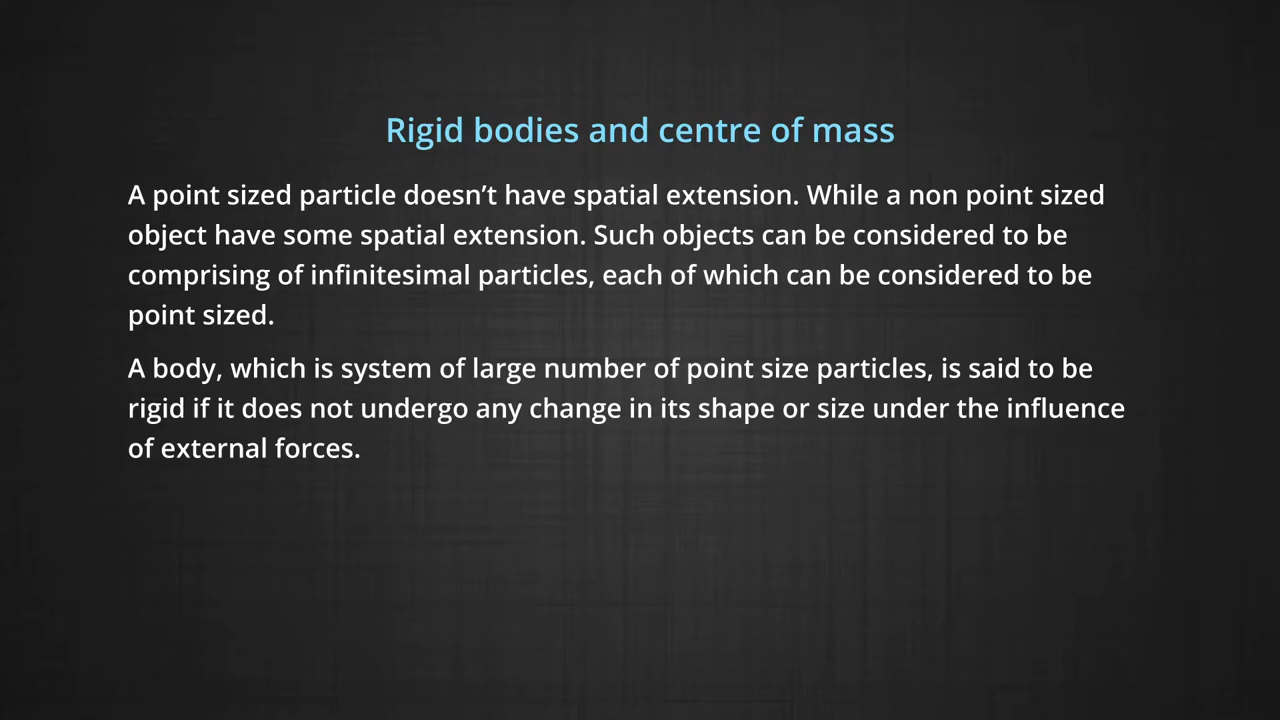 Rigid bodies and centre of mass
A point sized particle doesn’t have spatial extension. While a non point sized
object have some spatial extension. Such objects can be considered to be
comprising of infinitesimal particles, each of which can be considered to be
point sized.
A body, which is system of large number of point size particles, is said to be
rigid if it does not undergo any change in its shape or size under the influence
of external forces.